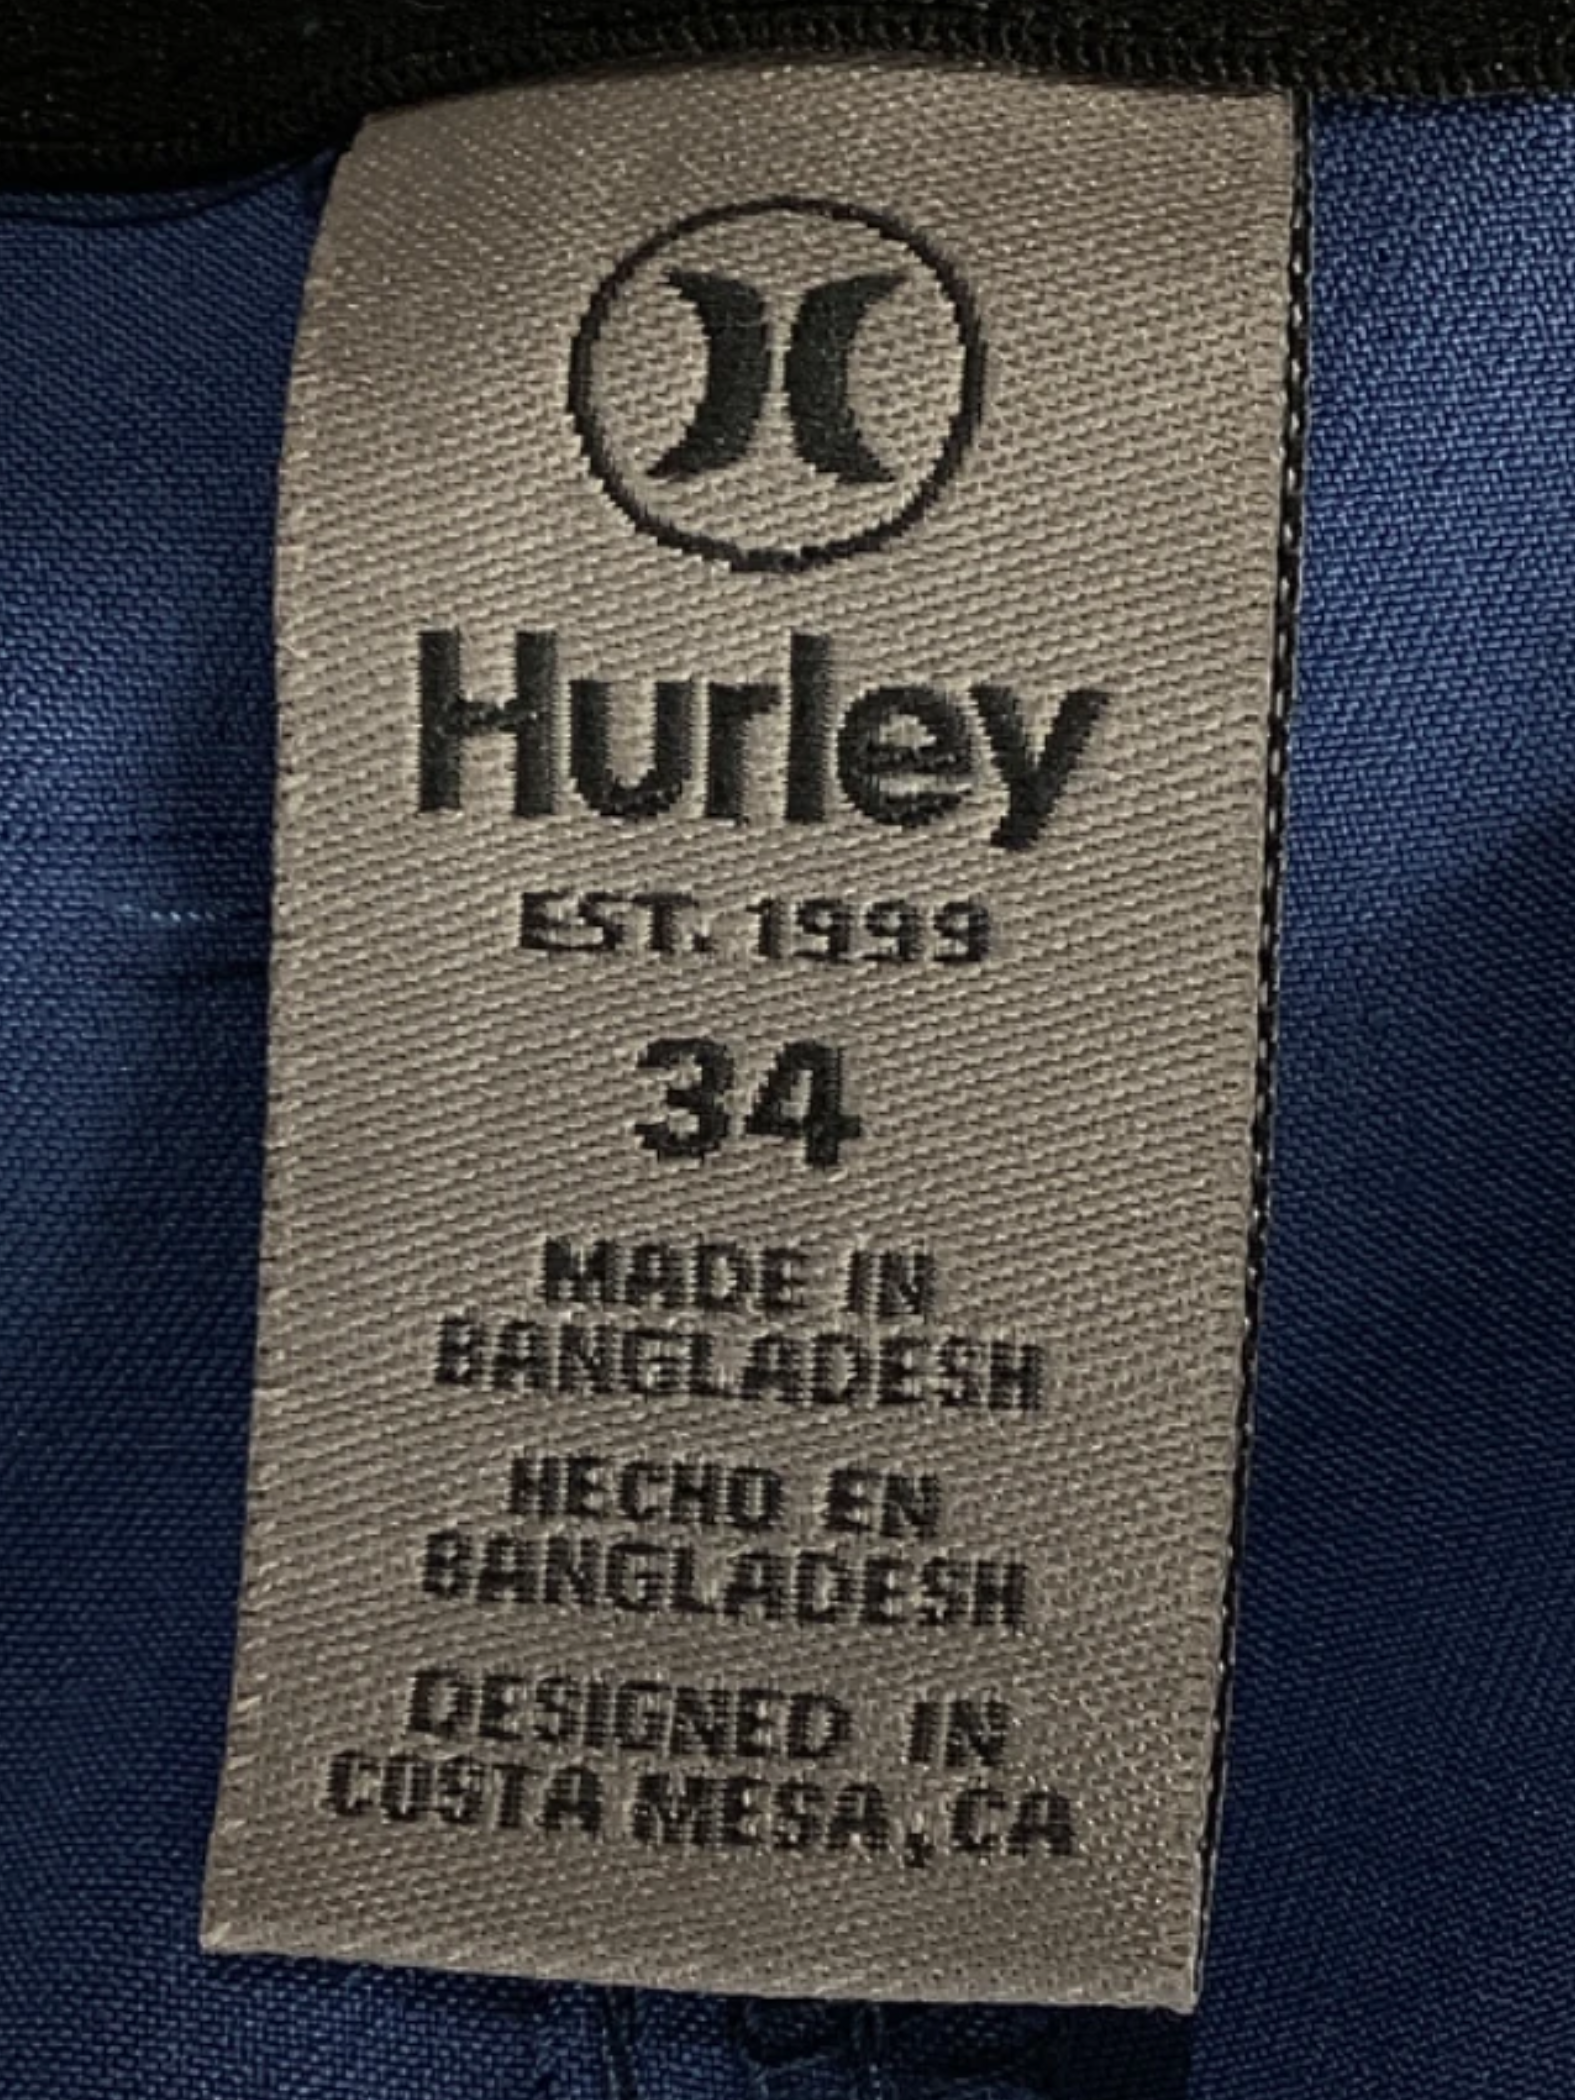 Hurley
EST. 1999
34
MADE IN
BANGLADESH
HECHO EN
BANGLADESH
DESIGNED IN
COSTA MESA, CA